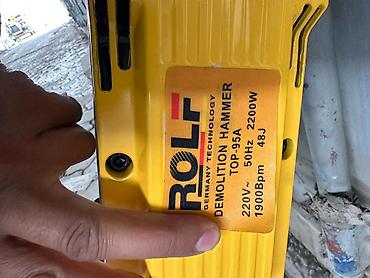 ROLF
GERMANY TECHNOLOGY
DEMOLITION HAMMER
TOP-95A
220V~ 50Hz 2200W
1900Bpm 48J